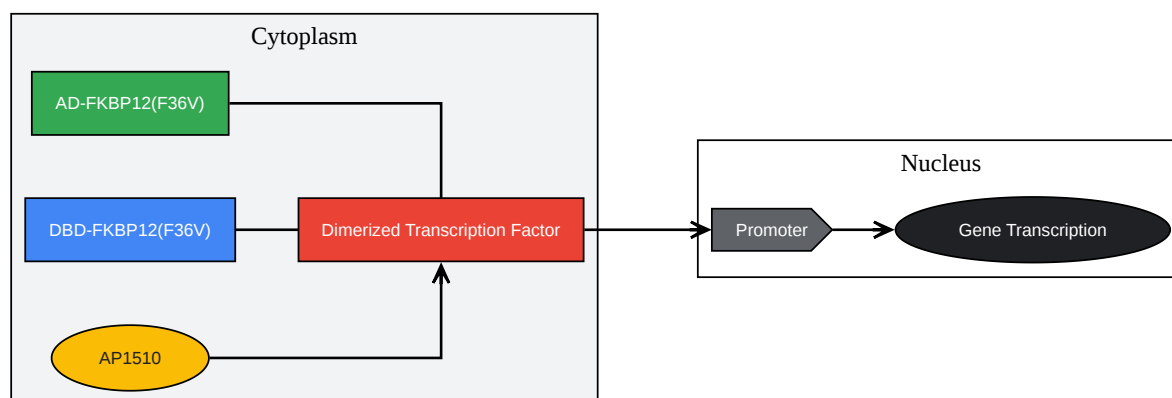 Cytoplasm
AD-FKBP12(F36V)
DBD-FKBP12(F36V)
Dimerized Transcription Factor
AP1510
Nucleus
Promoter
Gene Transcription